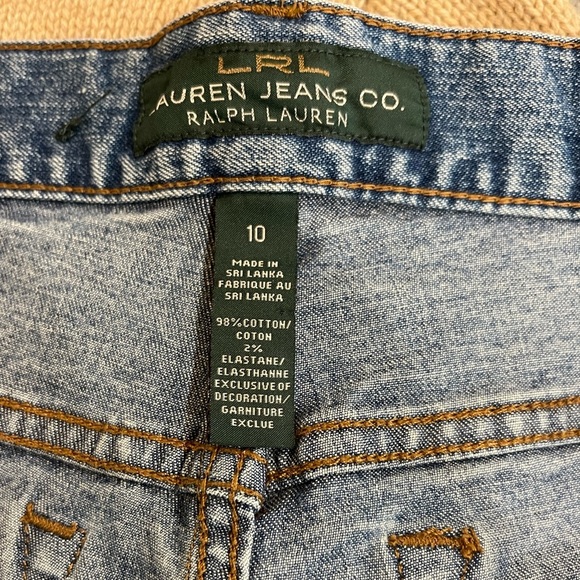 LRL
LAUREN JEANS CO.
RALPH LAUREN
10
MADE IN
SRI LANKA
FABRIQUE AU
SRI LANKA
98% COTTON/
COTON
2%
ELASTANE/
ELASTHANNE
EXCLUSIVE OF
DECORATION/
GARNITURE
EXCLUE